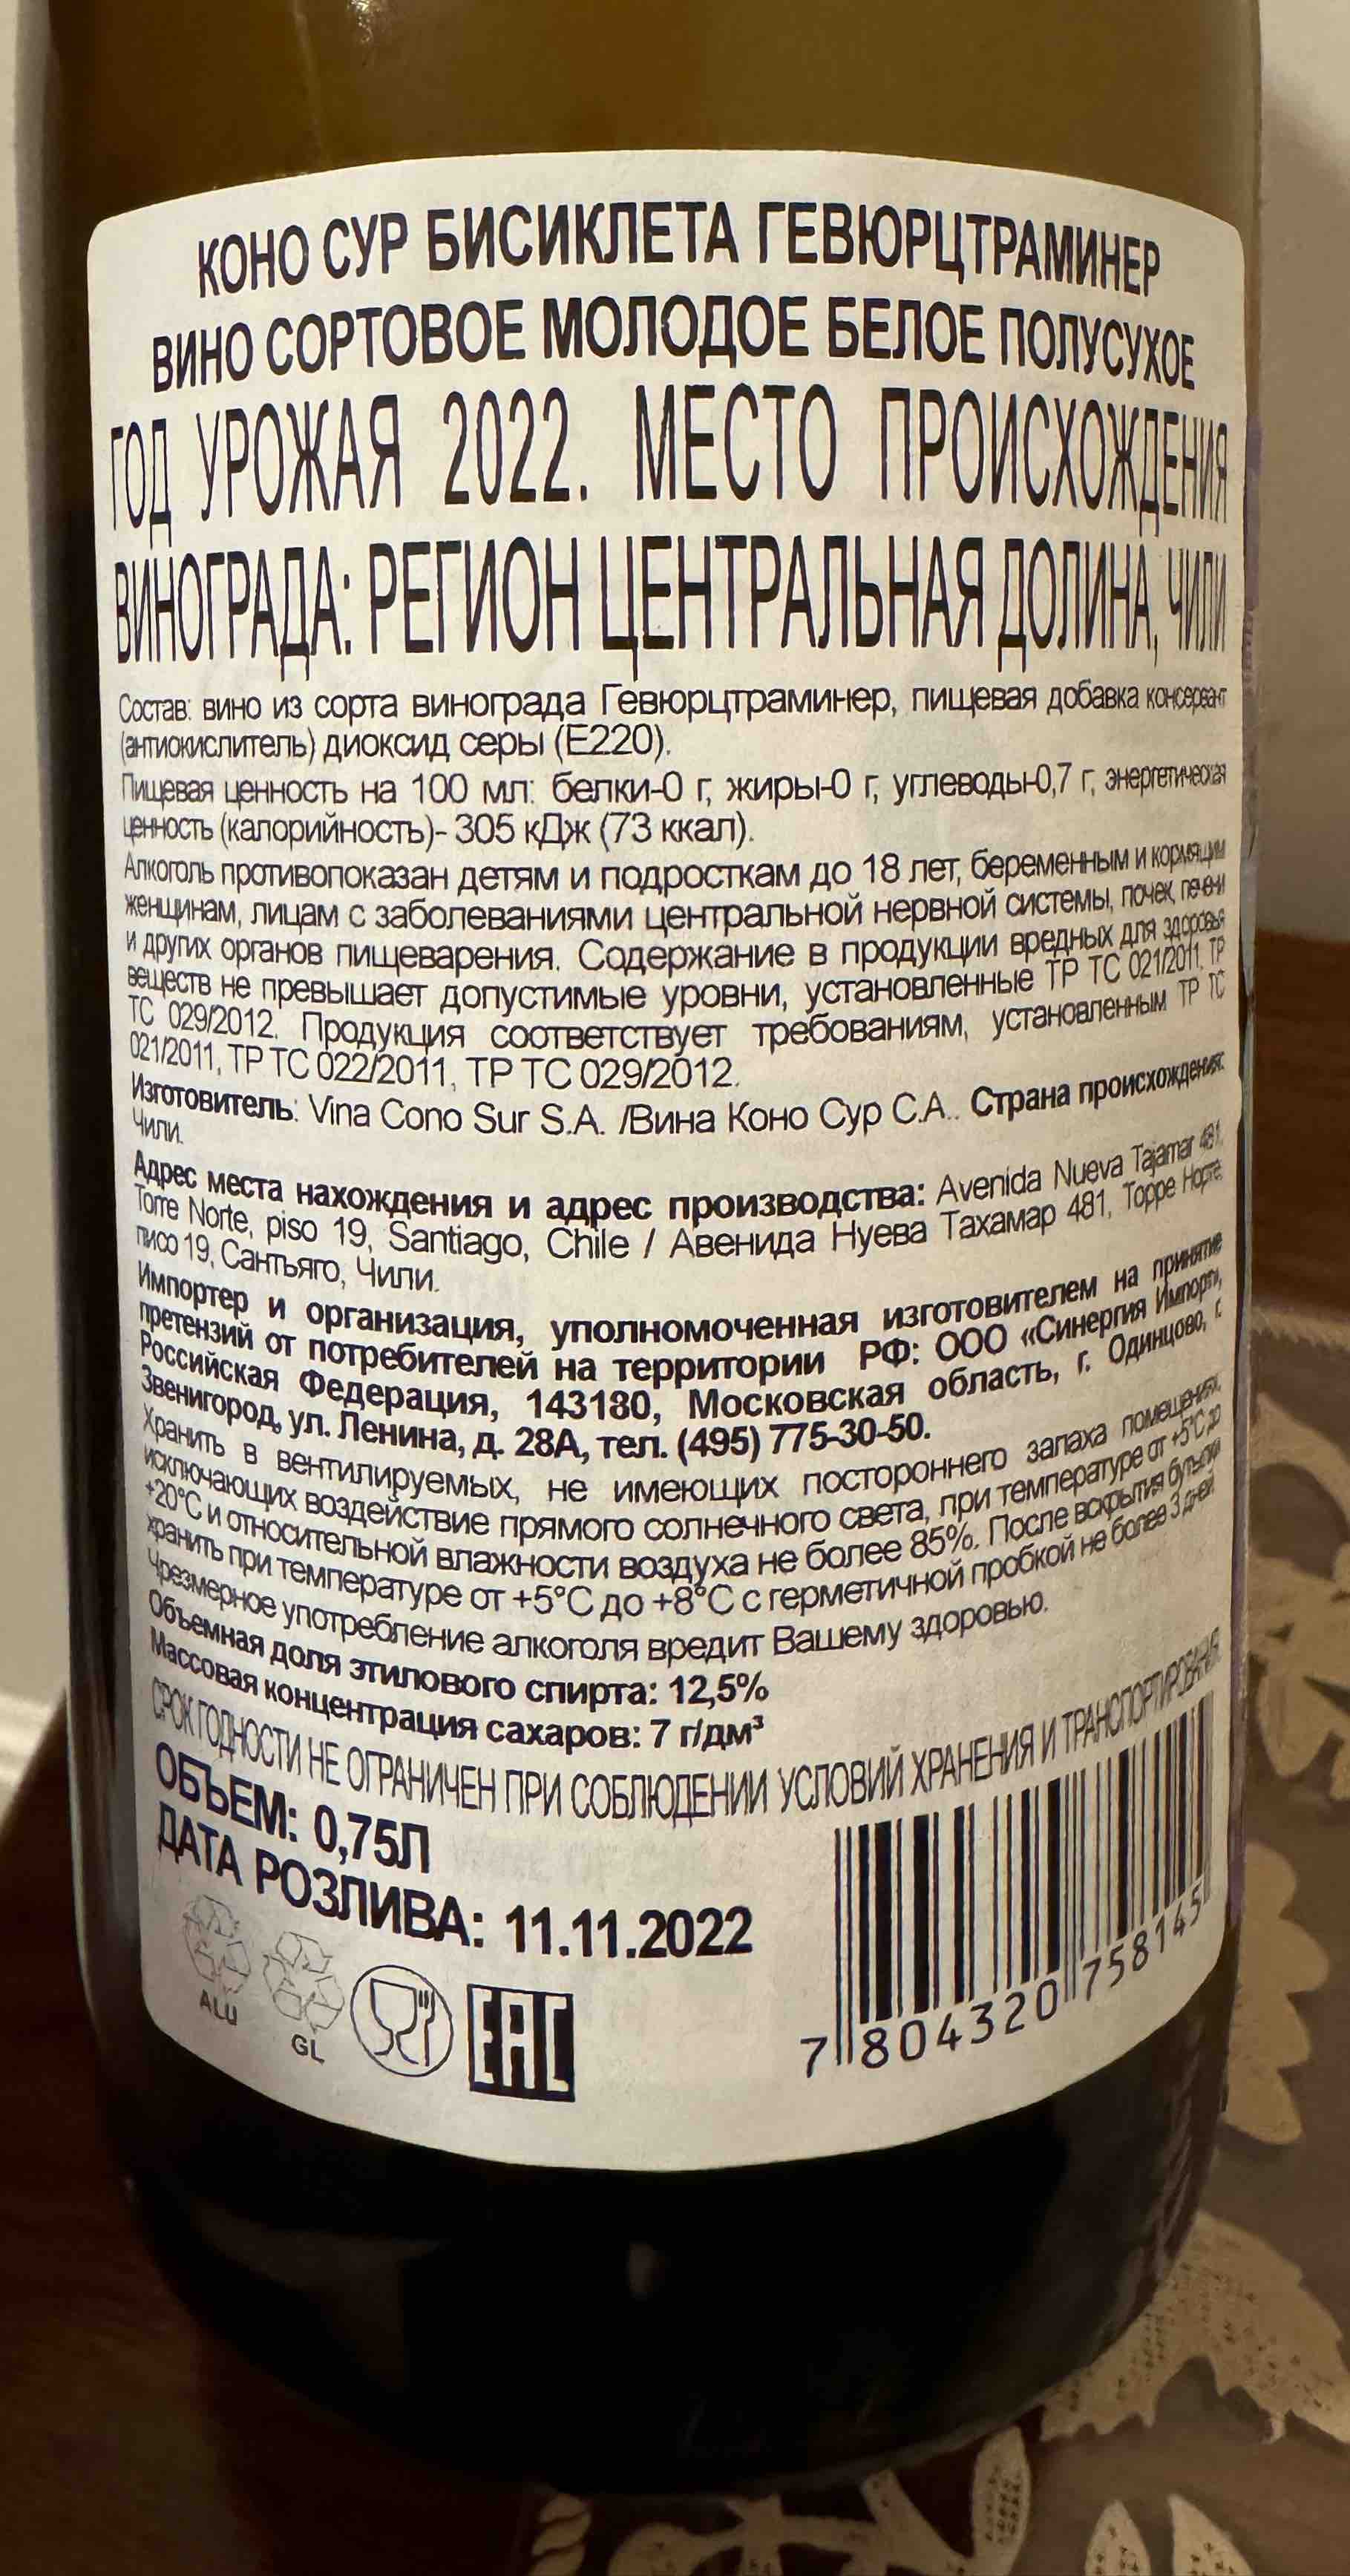 КОНО СУР БИСИКЛЕТА ГЕВЮРЦТРАМИНЕР
ВИНО СОРТОВОЕ МОЛОДОЕ БЕЛОЕ ПОЛУСУХОЕ
ГОД УРОЖАЯ 2022. МЕСТО ПРОИСХОЖДЕНИЯ
ВИНОГРАДА: РЕГИОН ЦЕНТРАЛЬНАЯ ДОЛИНА, ЧИЛИ
Состав: вино из сорта винограда Гевюрцтраминер, пищевая добавка консервант
(антиокислитель) диоксид серы (Е220).
Пищевая ценность на 100 мл: белки-0 г, жиры-0 г, углеводы-0,7 г, энергетическая
ценность (калорийность)- 305 кДж (73 ккал).
Алкоголь противопоказан детям и подросткам до 18 лет, беременным и кормящим
женщинам, лицам с заболеваниями центральной нервной системы, почек, печени
и других органов пищеварения. Содержание в продукции вредных для здоровья
веществ не превышает допустимые уровни, установленные ТР ТС 021/2011, ТР
ТС 029/2012. Продукция соответствует требованиям, установленным ТР ТС
021/2011, ТР ТС 022/2011, ТР ТС 029/2012.
Изготовитель: Vina Cono Sur S.A. /Вина Коно Сур С.А.. Страна происхождения:
Чили.
Адрес места нахождения и адрес производства: Avenida Nueva Tajamar 481,
Torre Norte, piso 19, Santiago, Chile / Авенида Нуева Тахамар 481, Торре Норте,
писо 19, Сантьяго, Чили.
Импортер и организация, уполномоченная изготовителем на принятие
претензий от потребителей на территории РФ: ООО «Синергия Импорт»,
Российская Федерация, 143180, Московская область, г. Одинцово, г.
Звенигород, ул. Ленина, д. 28А, тел. (495) 775-30-50.
Хранить в вентилируемых, не имеющих постороннего запаха помещениях,
исключающих воздействие прямого солнечного света, при температуре от +5°С до
+20°С и относительной влажности воздуха не более 85%. После вскрытия бутылки
хранить при температуре от +5°С до +8°С с герметичной пробкой не более 3 дней.
Чрезмерное употребление алкоголя вредит Вашему здоровью.
Объемная доля этилового спирта: 12,5%
Массовая концентрация сахаров: 7 г/дм³
СРОК ГОДНОСТИ НЕ ОГРАНИЧЕН ПРИ СОБЛЮДЕНИИ УСЛОВИЙ ХРАНЕНИЯ И ТРАНСПОРТИРОВАНИЯ
ОБЪЕМ: 0,75Л
ДАТА РОЗЛИВА: 11.11.2022
ALU
GL
EAC
7 804320 758145